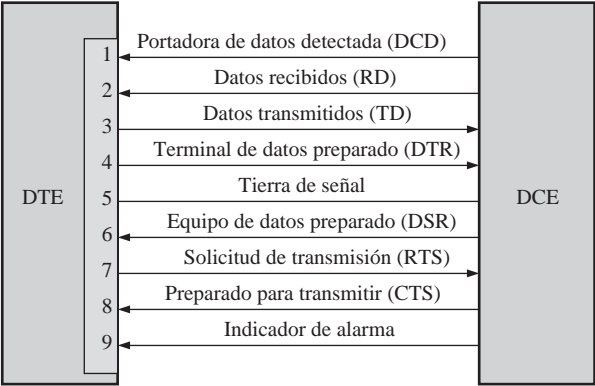 Portadora de datos detectada (DCD)
1
Datos recibidos (RD)
2
Datos transmitidos (TD)
3
Terminal de datos preparado (DTR)
4
DTE
Tierra de señal
5
DCE
Equipo de datos preparado (DSR)
6
Solicitud de transmisión (RTS)
7
Preparado para transmitir (CTS)
8
Indicador de alarma
9